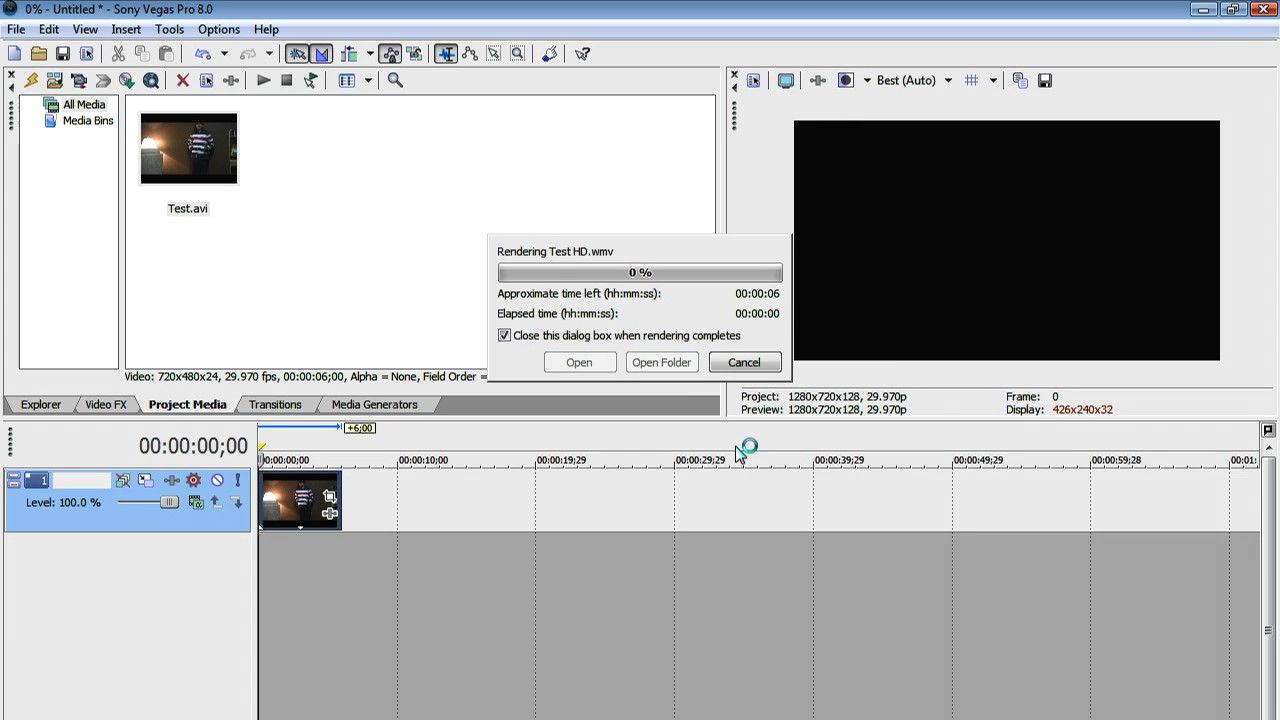 0% - Untitled * - Sony Vegas Pro 8.0
File Edit View Insert Tools Options Help
Best (Auto)
All Media
Media Bins
Test.avi
Rendering Test HD.wmv
0 %
Approximate time left (hh:mm:ss): 00:00:06
Elapsed time (hh:mm:ss): 00:00:00
Close this dialog box when rendering completes
Open Open Folder Cancel
Video: 720x480x24, 29.970 fps, 00:00:06;00, Alpha = None, Field Order =
Explorer Video FX Project Media Transitions Media Generators
Project: 1280x720x128, 29.970p Frame: 0
Preview: 1280x720x128, 29.970p Display: 426x240x32
+6;00
00:00:00;00
00:00:00;00 00:00:10;00 00:00:19;29 00:00:29;29 00:00:39;29 00:00:49;29 00:00:59;28 00:01:
1
Level: 100.0 %